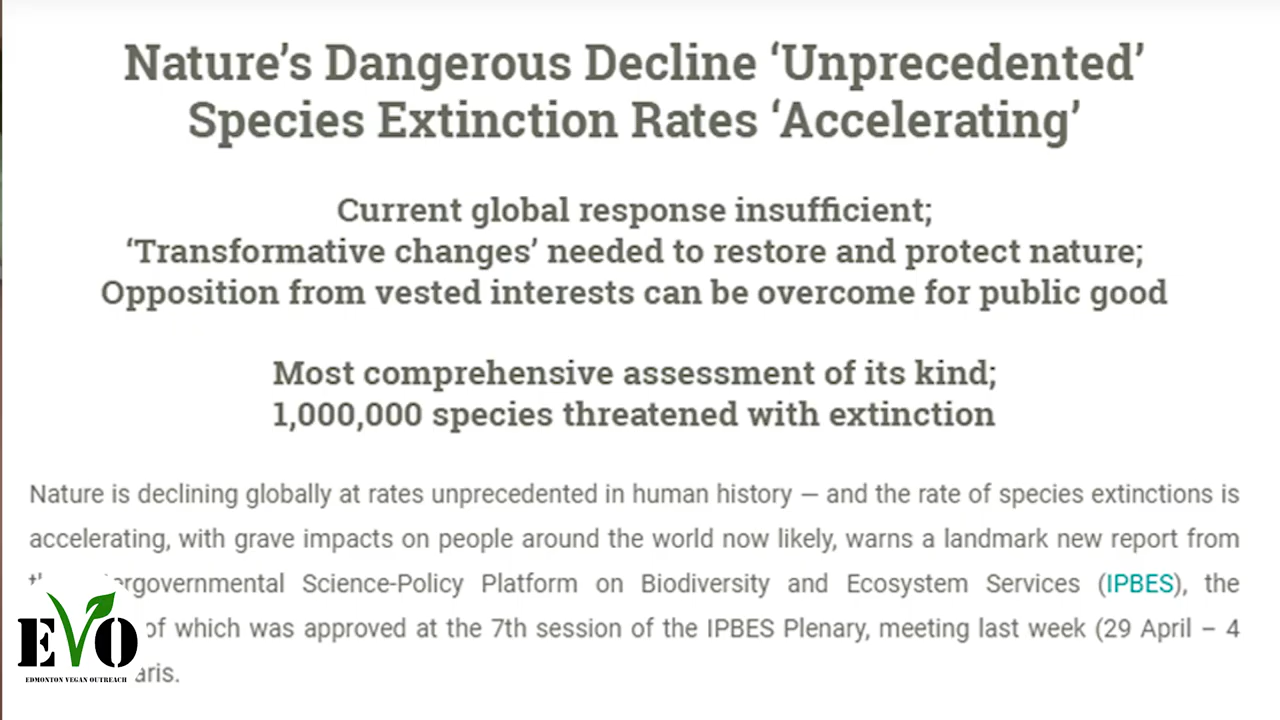 Nature’s Dangerous Decline ‘Unprecedented’
Species Extinction Rates ‘Accelerating’
Current global response insufficient;
‘Transformative changes’ needed to restore and protect nature;
Opposition from vested interests can be overcome for public good
Most comprehensive assessment of its kind;
1,000,000 species threatened with extinction
Nature is declining globally at rates unprecedented in human history — and the rate of species extinctions is
accelerating, with grave impacts on people around the world now likely, warns a landmark new report from
Science-Policy Platform on Biodiversity and Ecosystem Services (IPBES), the
of which was approved at the 7th session of the IPBES Plenary, meeting last week (29 April – 4
EVO
EDMONTON VEGAN OUTREACH